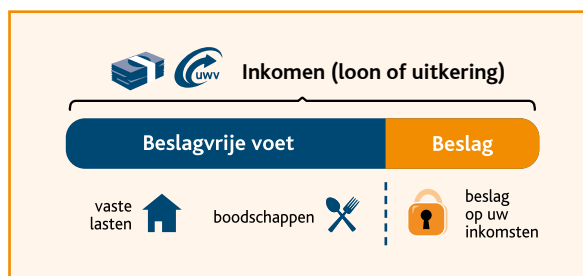 uwv Inkomen (loon of uitkering)
Beslagvrije voet
Beslag
vaste
lasten
boodschappen
beslag
op uw
inkomsten